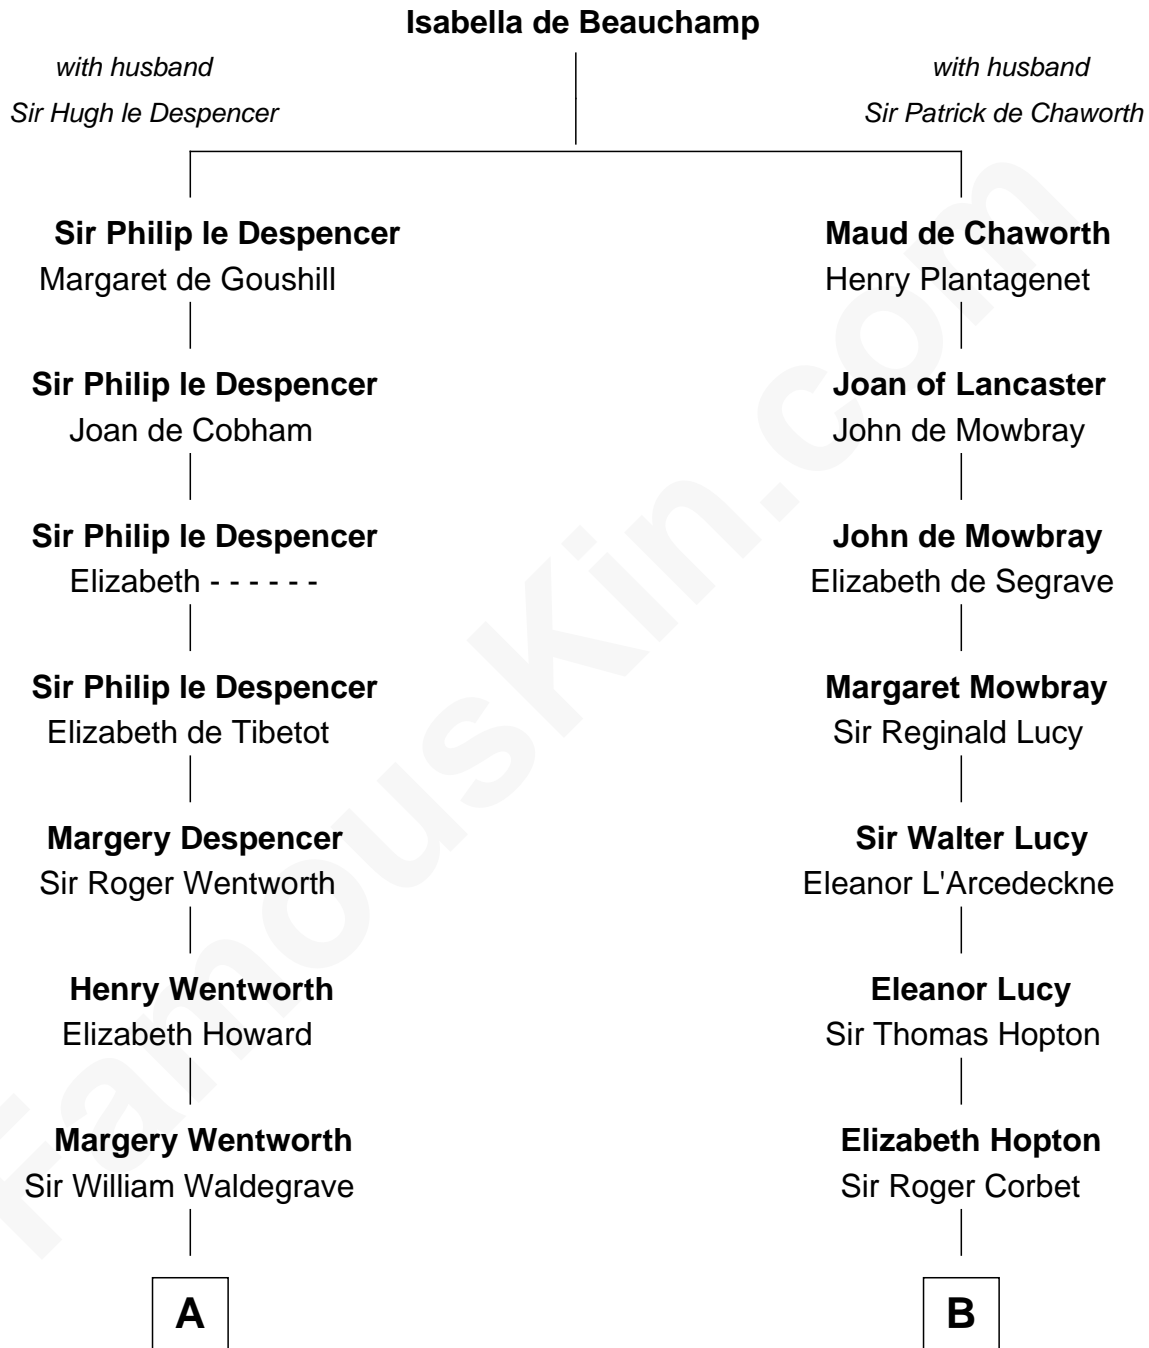 Isabella de Beauchamp
with husband
Sir Hugh le Despencer
with husband
Sir Patrick de Chaworth
Sir Philip le Despencer
Margaret de Goushill
Maud de Chaworth
Henry Plantagenet
Sir Philip le Despencer
Joan de Cobham
Joan of Lancaster
John de Mowbray
Sir Philip le Despencer
Elizabeth - - - - - -
John de Mowbray
Elizabeth de Segrave
Sir Philip le Despencer
Elizabeth de Tibetot
Margaret Mowbray
Sir Reginald Lucy
Margery Despencer
Sir Roger Wentworth
Sir Walter Lucy
Eleanor L'Arcedeckne
Henry Wentworth
Elizabeth Howard
Eleanor Lucy
Sir Thomas Hopton
Margery Wentworth
Sir William Waldegrave
Elizabeth Hopton
Sir Roger Corbet
A
B
FamousKin.com